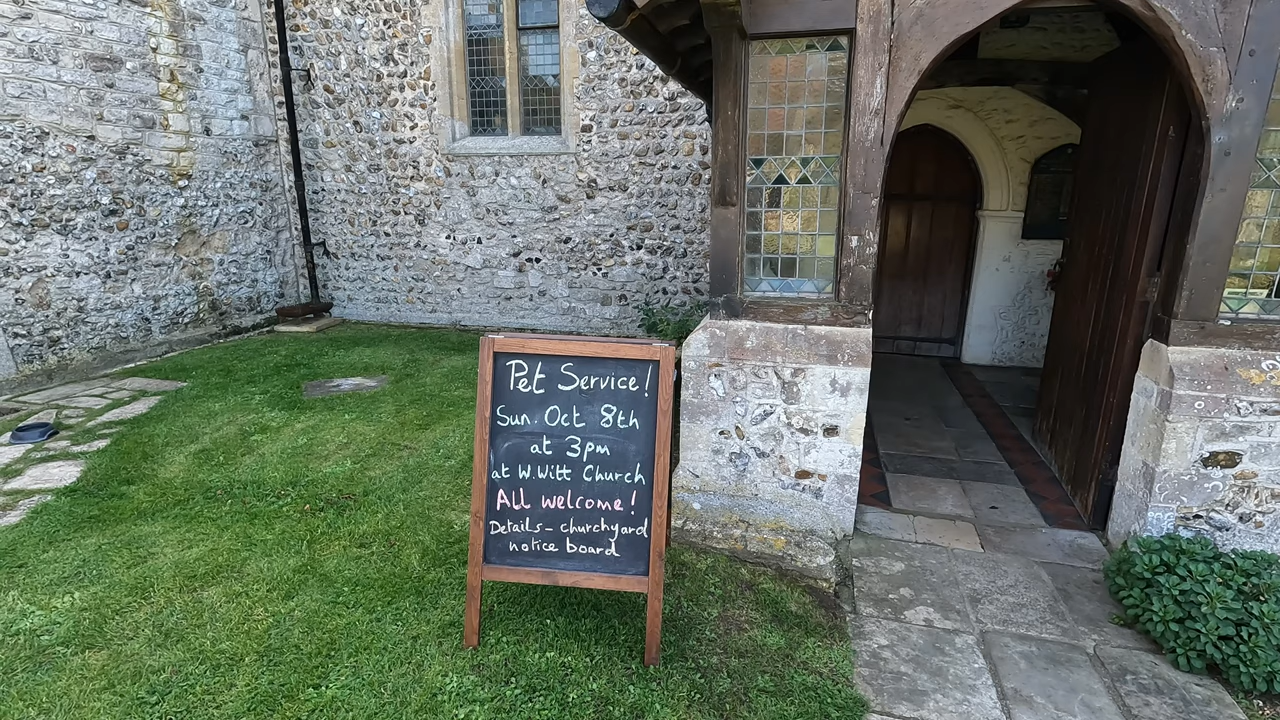 Pet Service!
Sun. Oct 8th
at 3pm
at W.Witt Church
All welcome!
Details - churchyard
notice board